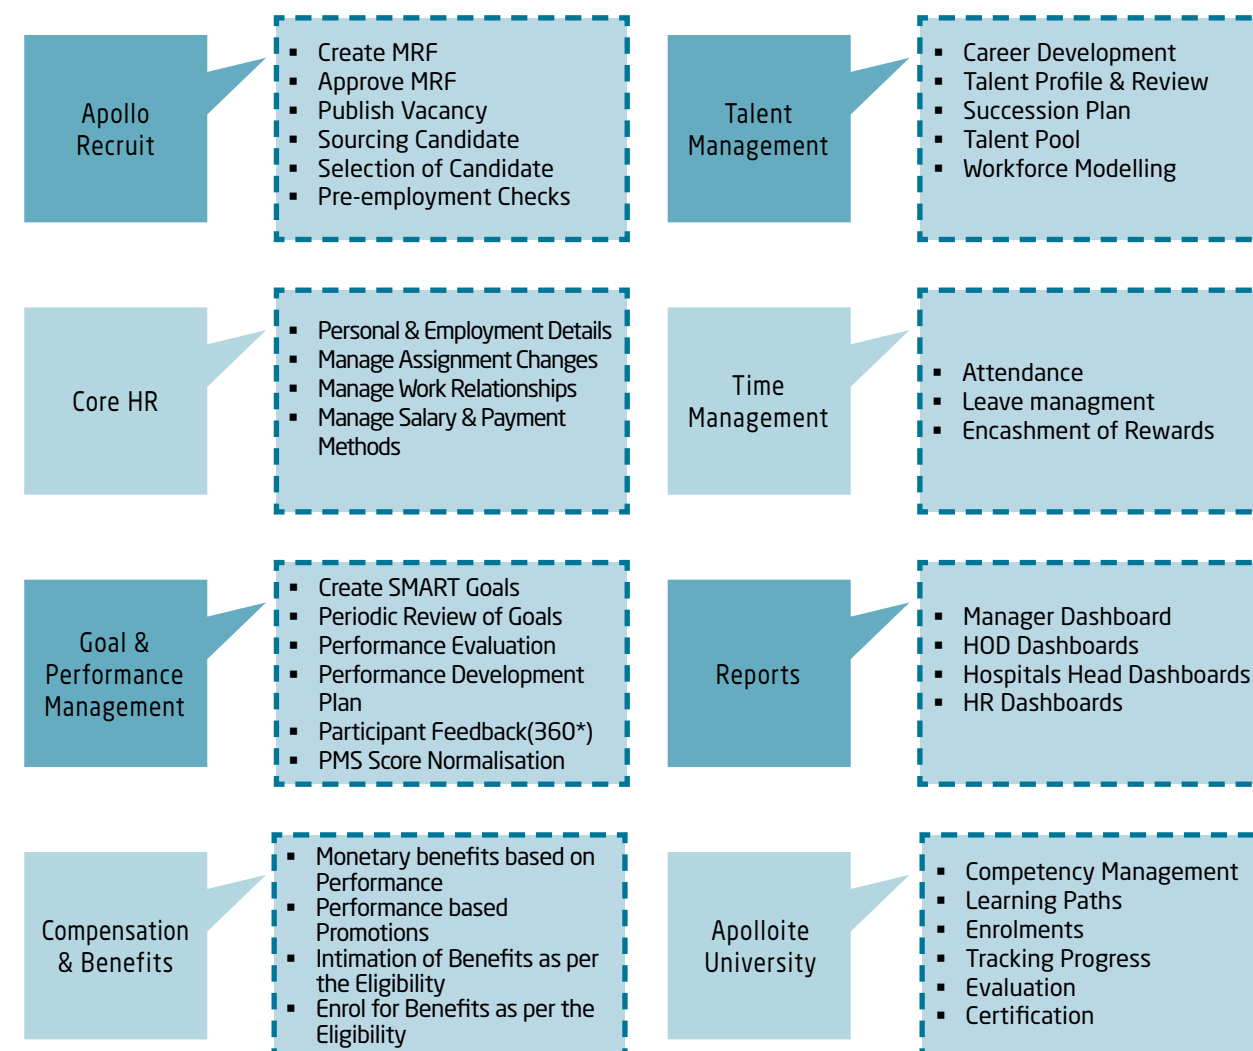 Apollo
Recruit
▪ Create MRF
▪ Approve MRF
▪ Publish Vacancy
▪ Sourcing Candidate
▪ Selection of Candidate
▪ Pre-employment Checks
Talent
Management
▪ Career Development
▪ Talent Profile & Review
▪ Succession Plan
▪ Talent Pool
▪ Workforce Modelling
Core HR
▪ Personal & Employment Details
▪ Manage Assignment Changes
▪ Manage Work Relationships
▪ Manage Salary & Payment
Methods
Time
Management
▪ Attendance
▪ Leave managment
▪ Encashment of Rewards
Goal &
Performance
Management
▪ Create SMART Goals
▪ Periodic Review of Goals
▪ Performance Evaluation
▪ Performance Development
Plan
▪ Participant Feedback(360*)
▪ PMS Score Normalisation
Reports
▪ Manager Dashboard
▪ HOD Dashboards
▪ Hospitals Head Dashboards
▪ HR Dashboards
Compensation
& Benefits
▪ Monetary benefits based on
Performance
▪ Performance based
Promotions
▪ Intimation of Benefits as per
the Eligibility
▪ Enrol for Benefits as per the
Eligibility
Apolloite
University
▪ Competency Management
▪ Learning Paths
▪ Enrolments
▪ Tracking Progress
▪ Evaluation
▪ Certification